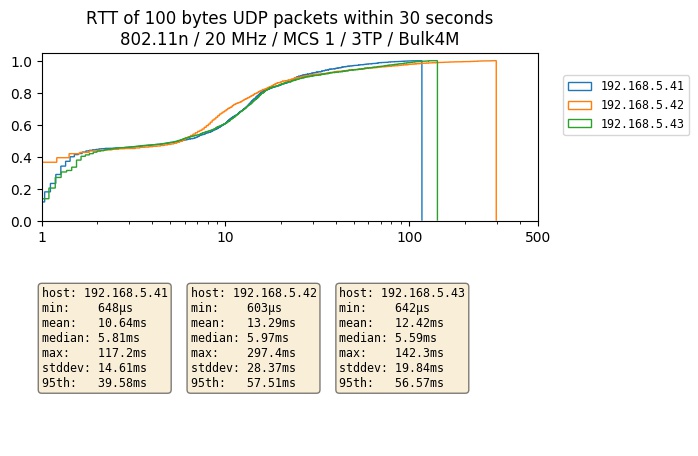 RTT of 100 bytes UDP packets within 30 seconds
802.11n / 20 MHz / MCS 1 / 3TP / Bulk4M
1.0
0.8
0.6
0.4
0.2
0.0
1
10
100
500
192.168.5.41
192.168.5.42
192.168.5.43
host: 192.168.5.41
min: 648µs
mean: 10.64ms
median: 5.81ms
max: 117.2ms
stddev: 14.61ms
95th: 39.58ms
host: 192.168.5.42
min: 603µs
mean: 13.29ms
median: 5.97ms
max: 297.4ms
stddev: 28.37ms
95th: 57.51ms
host: 192.168.5.43
min: 642µs
mean: 12.42ms
median: 5.59ms
max: 142.3ms
stddev: 19.84ms
95th: 56.57ms